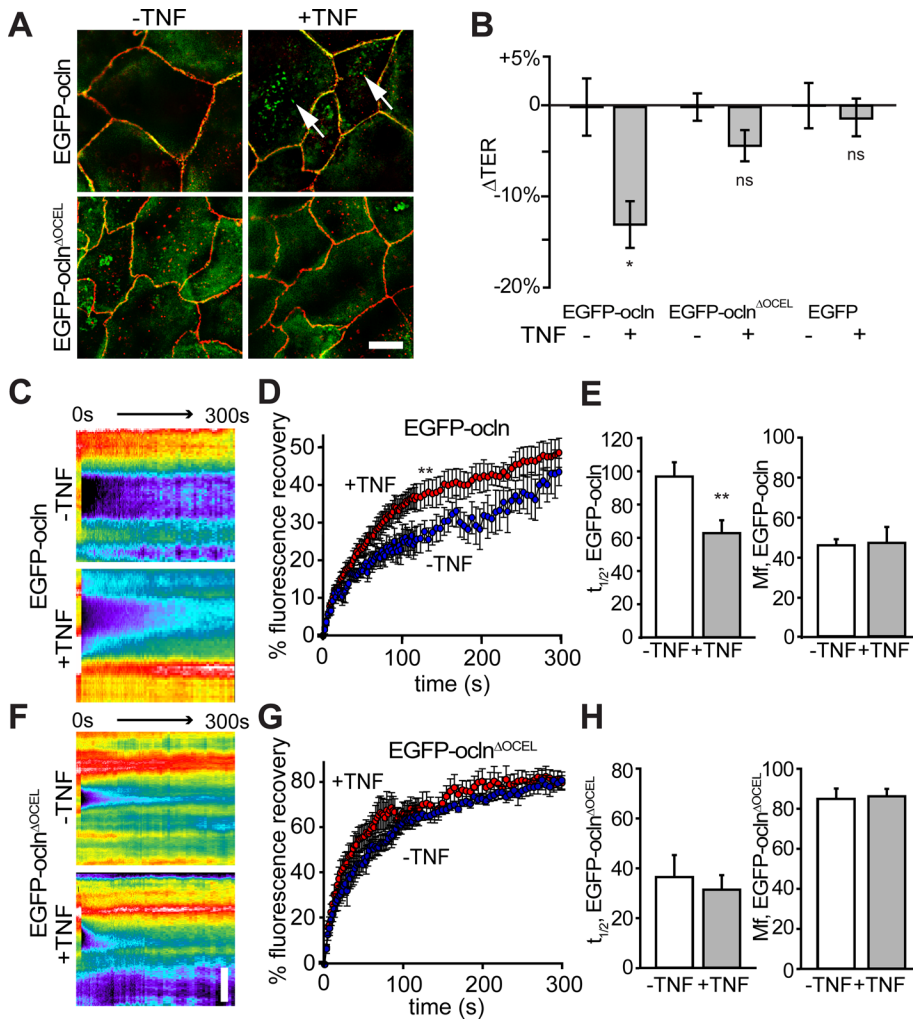 A
-TNF
+TNF
EGFP-ocln
EGFP-ocln^ΔOCEL
B
+5%
0
-10%
-20%
ΔTER
*
ns
ns
EGFP-ocln
EGFP-ocln^ΔOCEL
EGFP
TNF
-
+
-
+
-
+
C
0s
300s
EGFP-ocln
-TNF
+TNF
D
EGFP-ocln
% fluorescence recovery
50
40
30
20
10
0
+TNF
**
-TNF
0
100
200
300
time (s)
E
t1/2, EGFP-ocln
120
100
80
60
40
20
0
**
-TNF+TNF
Mf, EGFP-ocln
100
80
60
40
20
0
-TNF+TNF
F
0s
300s
EGFP-ocln^ΔOCEL
-TNF
+TNF
G
EGFP-ocln^ΔOCEL
% fluorescence recovery
80
60
40
20
0
+TNF
-TNF
0
100
200
300
time (s)
H
t1/2, EGFP-ocln^ΔOCEL
80
60
40
20
0
-TNF+TNF
Mf, EGFP-ocln^ΔOCEL
100
80
60
40
20
0
-TNF+TNF